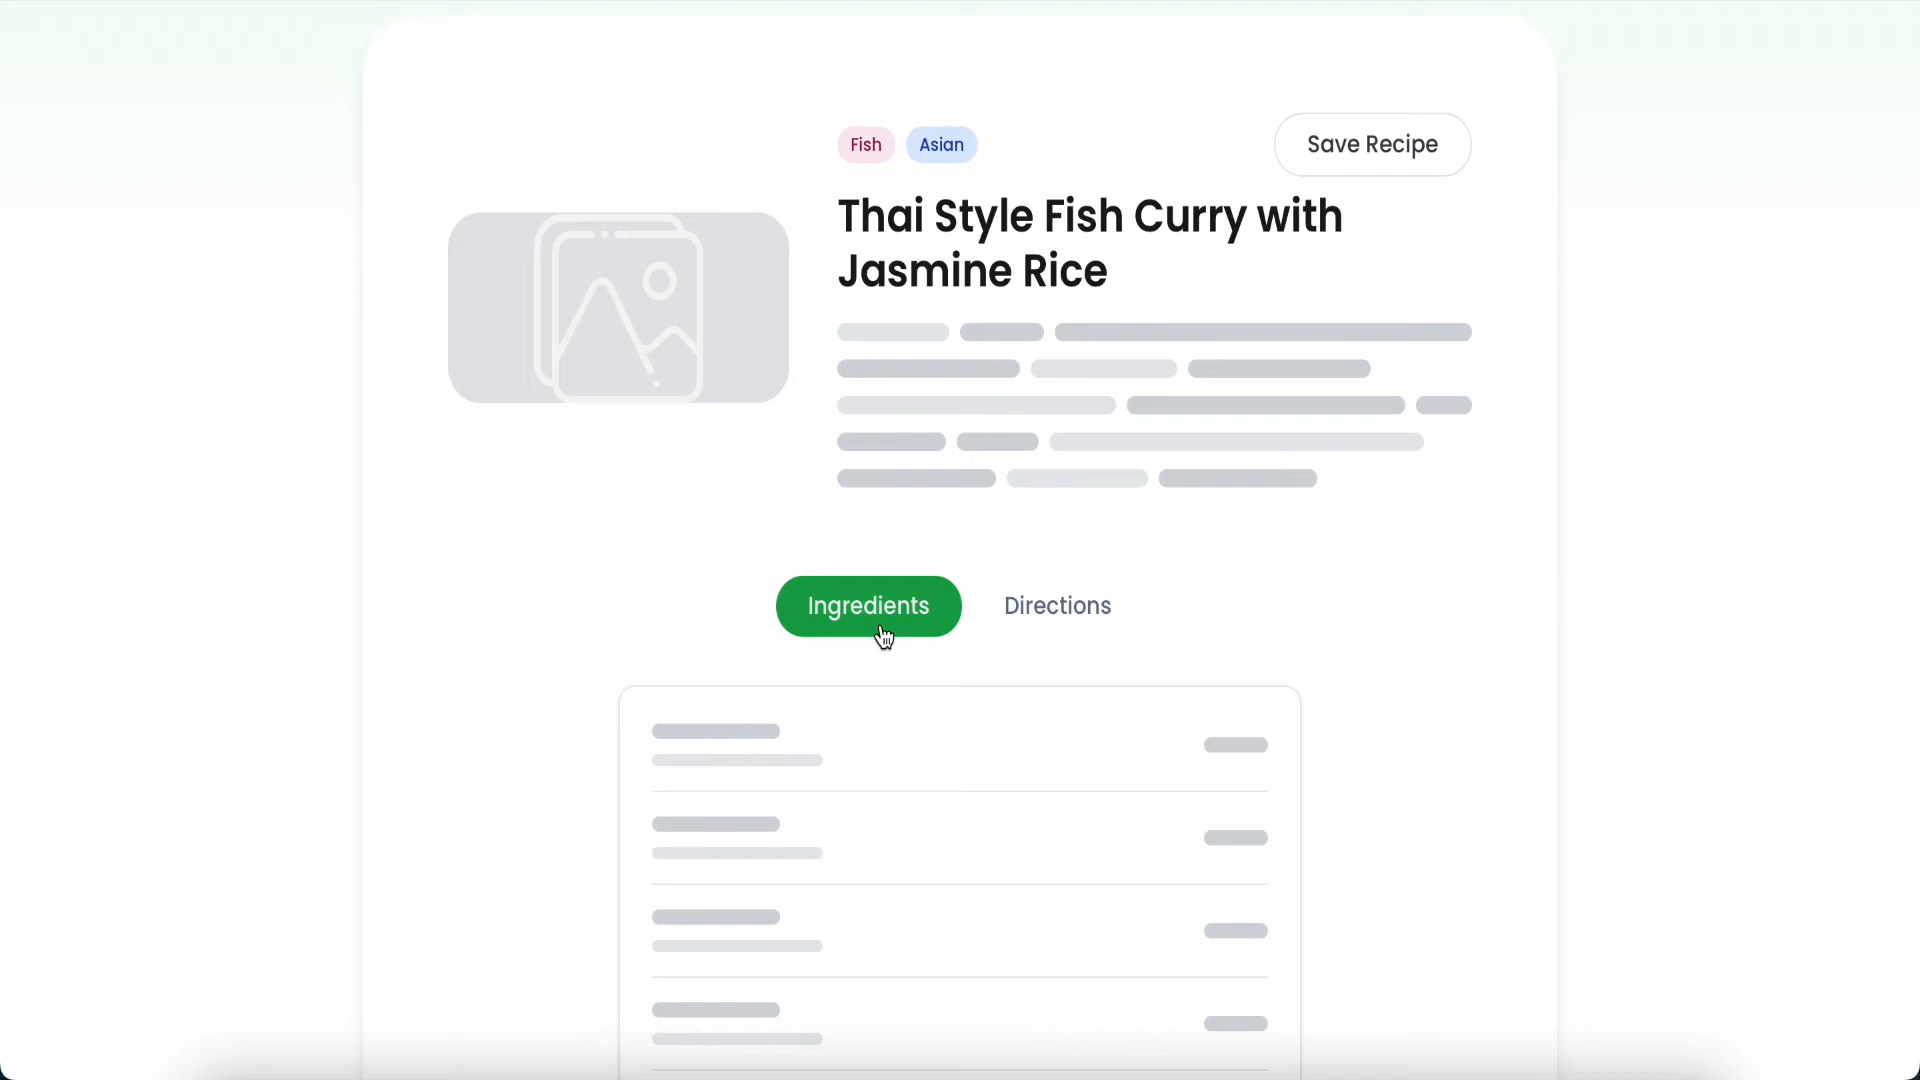 Fish
Asian
Save Recipe
Thai Style Fish Curry with
Jasmine Rice
Ingredients
Directions